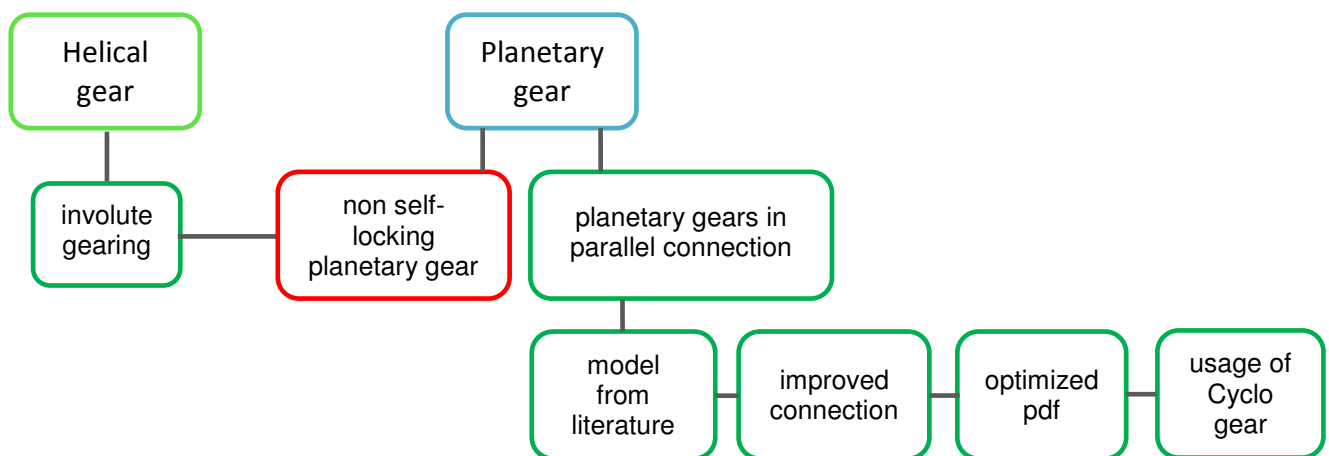 Helical
gear
Planetary
gear
involute
gearing
non self-
locking
planetary gear
planetary gears in
parallel connection
model
from
literature
improved
connection
optimized
pdf
usage of
Cyclo
gear